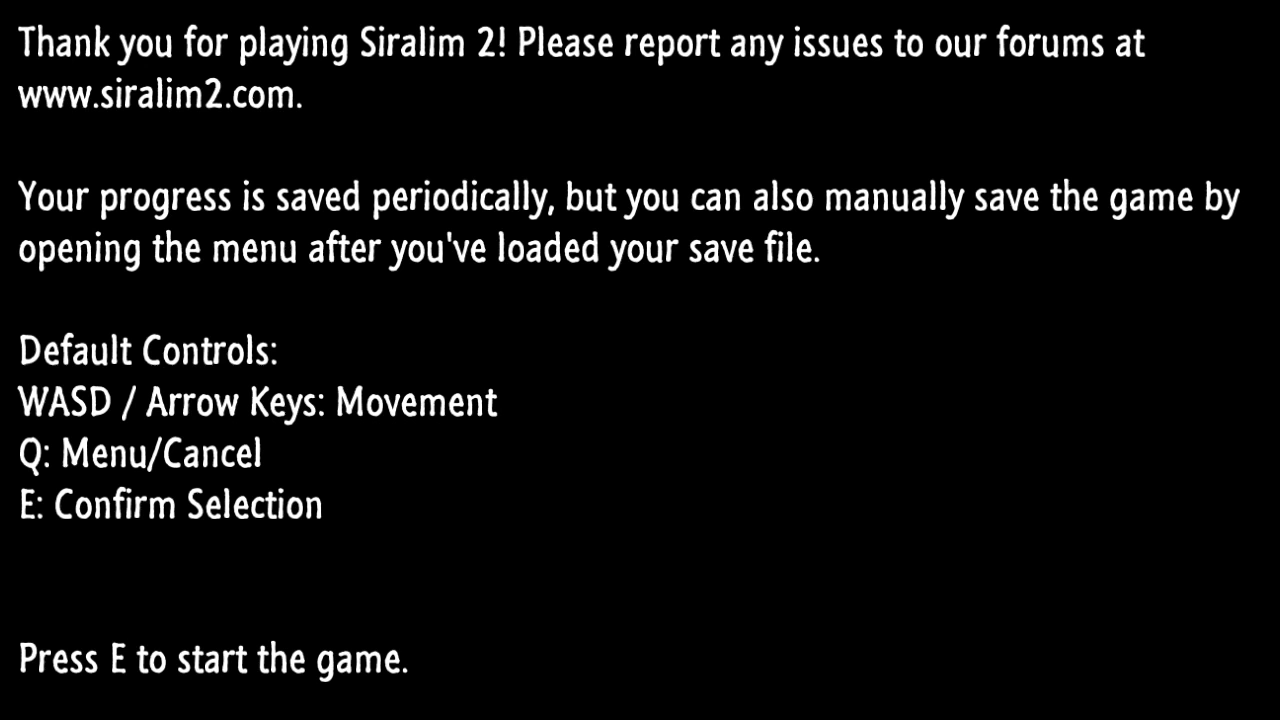 Thank you for playing Siralim 2! Please report any issues to our forums at
www.siralim2.com.
Your progress is saved periodically, but you can also manually save the game by
opening the menu after you've loaded your save file.
Default Controls:
WASD / Arrow Keys: Movement
Q: Menu/Cancel
E: Confirm Selection
Press E to start the game.